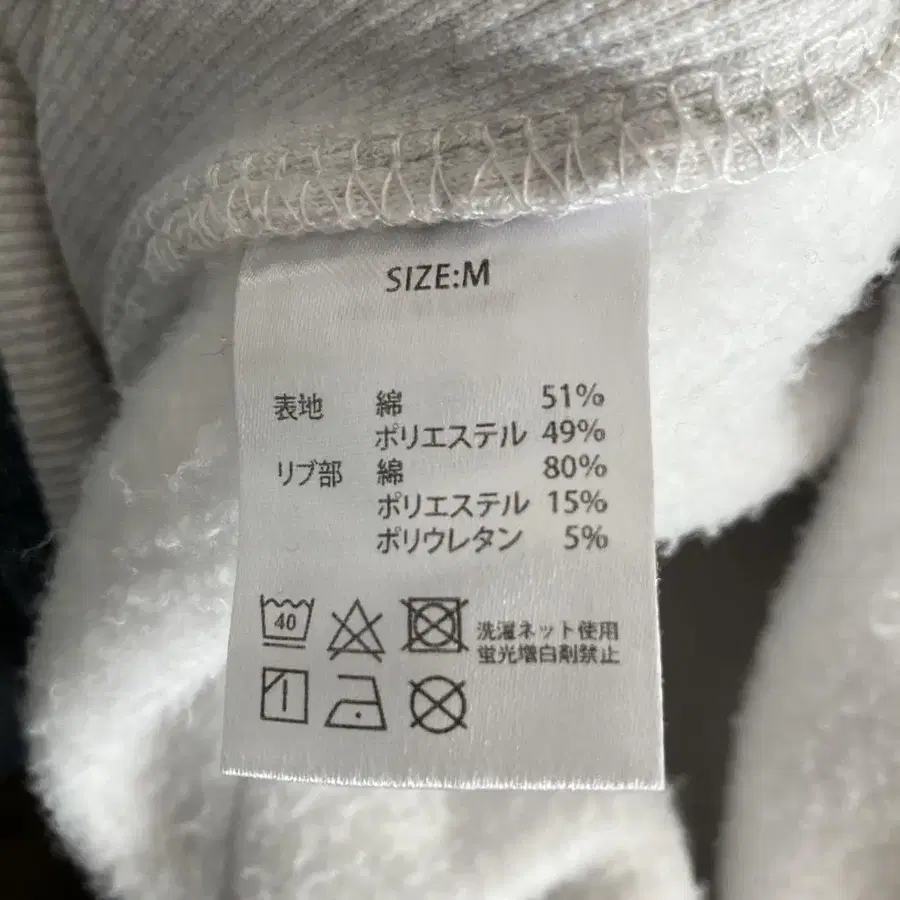 SIZE:M
表地 綿 51%
ポリエステル 49%
リブ部 綿 80%
ポリエステル 15%
ポリウレタン 5%
40
洗濯ネット使用
蛍光増白剤禁止